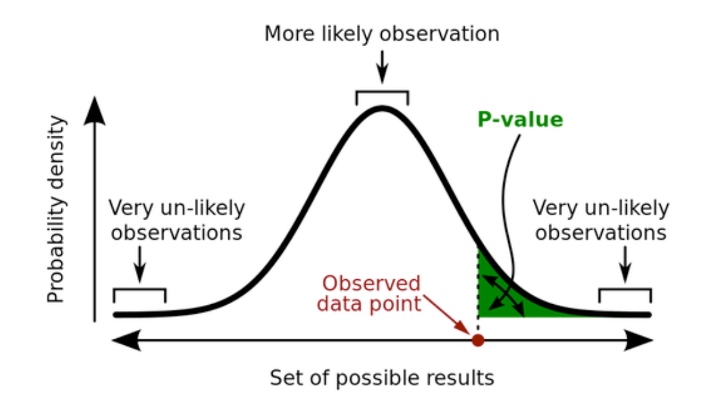 More likely observation
P-value
Probability density
Very un-likely
observations
Very un-likely
observations
Observed
data point
Set of possible results